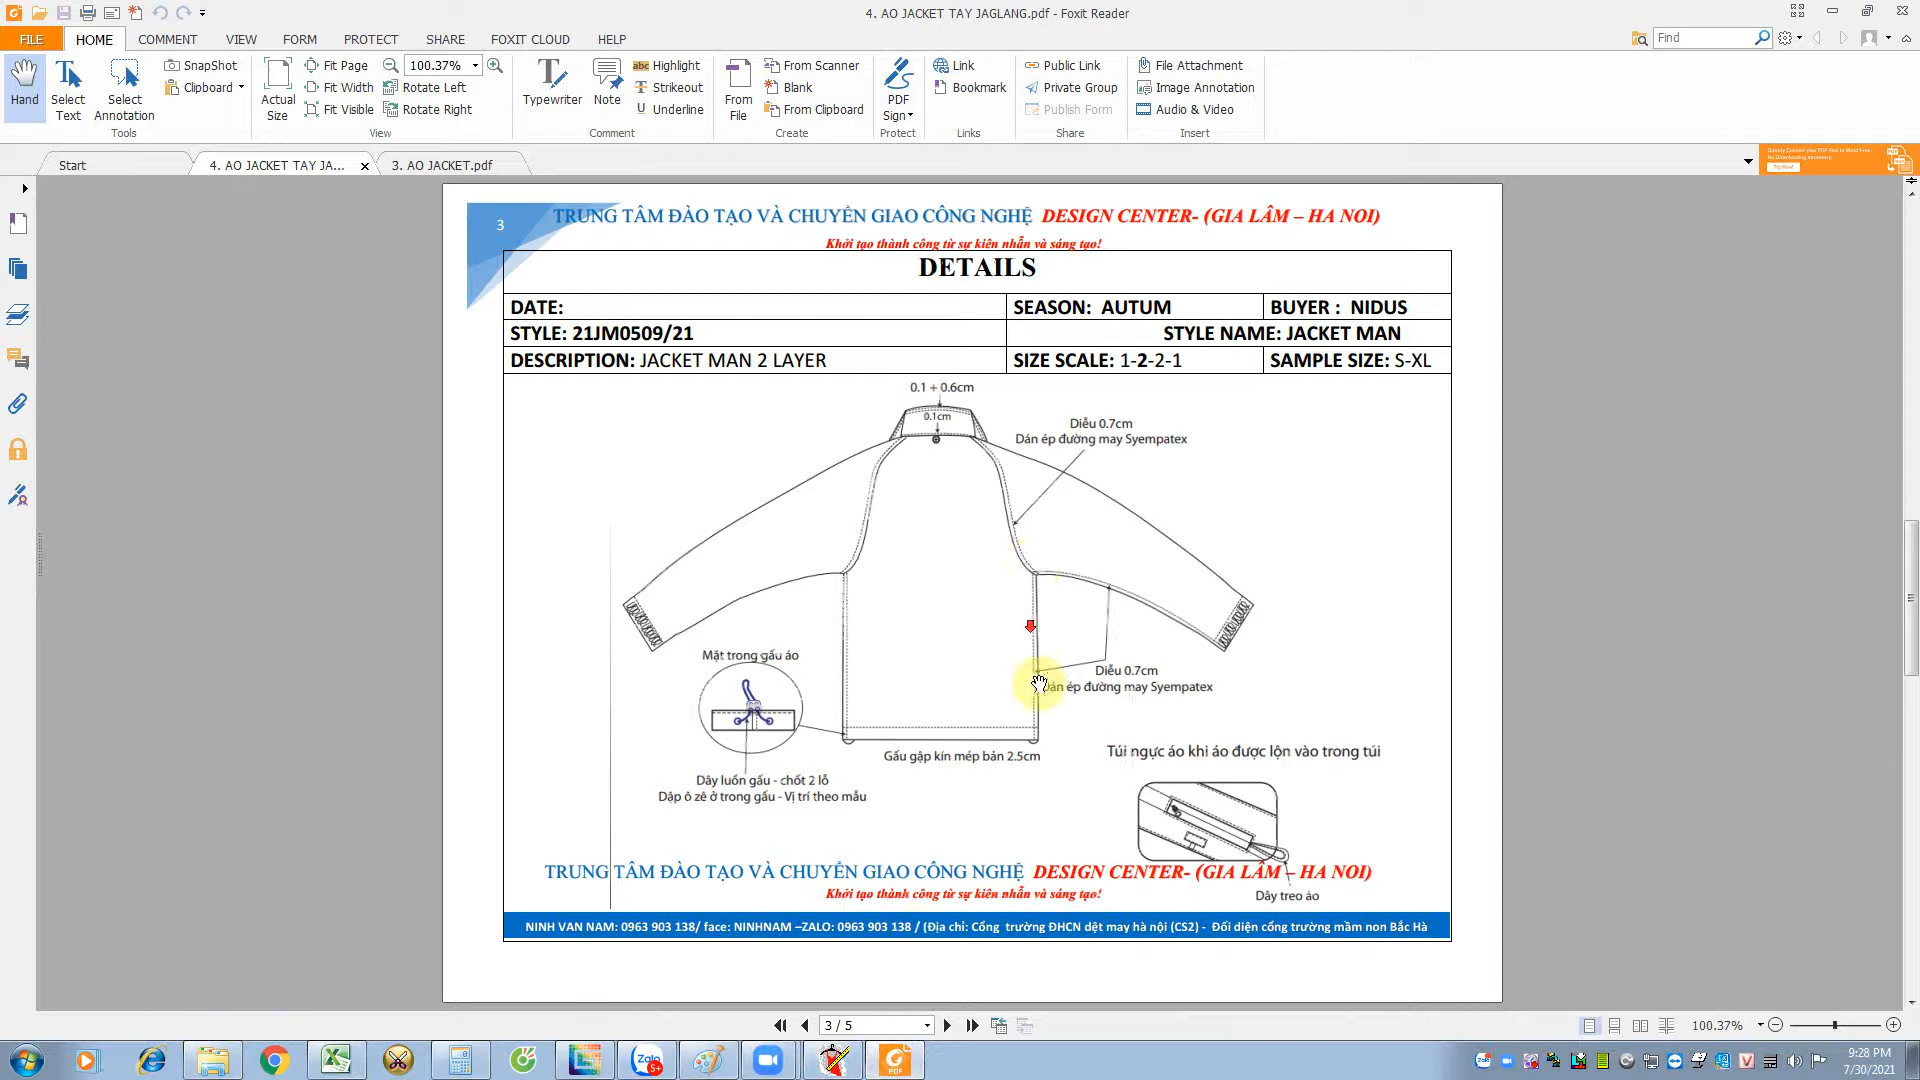 4. AO JACKET TAY JAGLANG.pdf - Foxit Reader
FILE HOME COMMENT VIEW FORM PROTECT SHARE FOXIT CLOUD HELP
Find
Hand
Select Text
Select Annotation
SnapShot
Clipboard
Tools
Actual Size
Fit Page
Fit Width
Fit Visible
100.37%
Rotate Left
Rotate Right
View
Typewriter
Note
Highlight
Strikeout
Underline
Comment
From File
From Scanner
Blank
From Clipboard
Create
PDF Sign
Protect
Link
Bookmark
Links
Public Link
Private Group
Publish Form
Share
File Attachment
Image Annotation
Audio & Video
Insert
Start
4. AO JACKET TAY JA...
3. AO JACKET.pdf
3
TRUNG TÂM ĐÀO TẠO VÀ CHUYỂN GIAO CÔNG NGHỆ DESIGN CENTER- (GIA LÂM – HA NOI)
Khởi tạo thành công từ sự kiên nhẫn và sáng tạo!
DETAILS
DATE:
SEASON: AUTUM
BUYER : NIDUS
STYLE: 21JM0509/21
STYLE NAME: JACKET MAN
DESCRIPTION: JACKET MAN 2 LAYER
SIZE SCALE: 1-2-2-1
SAMPLE SIZE: S-XL
0.1 + 0.6cm
0.1cm
Diễu 0.7cm
Dán ép đường may Syempatex
Mặt trong gấu áo
Diễu 0.7cm
Dán ép đường may Syempatex
Gấu gập kín mép bản 2.5cm
Túi ngực áo khi áo được lộn vào trong túi
Dây luồn gấu - chốt 2 lỗ
Dập ô zê ở trong gấu - Vị trí theo mẫu
TRUNG TÂM ĐÀO TẠO VÀ CHUYỂN GIAO CÔNG NGHỆ DESIGN CENTER- (GIA LÂM – HA NOI)
Khởi tạo thành công từ sự kiên nhẫn và sáng tạo!
Dây treo áo
NINH VAN NAM: 0963 903 138/ face: NINHNAM –ZALO: 0963 903 138 / (Địa chỉ: Cổng trường ĐHCN dệt may hà nội (CS2) - Đối diện cổng trường mầm non Bắc Hà
3 / 5
100.37%
Zalo
5+
PDF
9:28 PM
7/30/2021